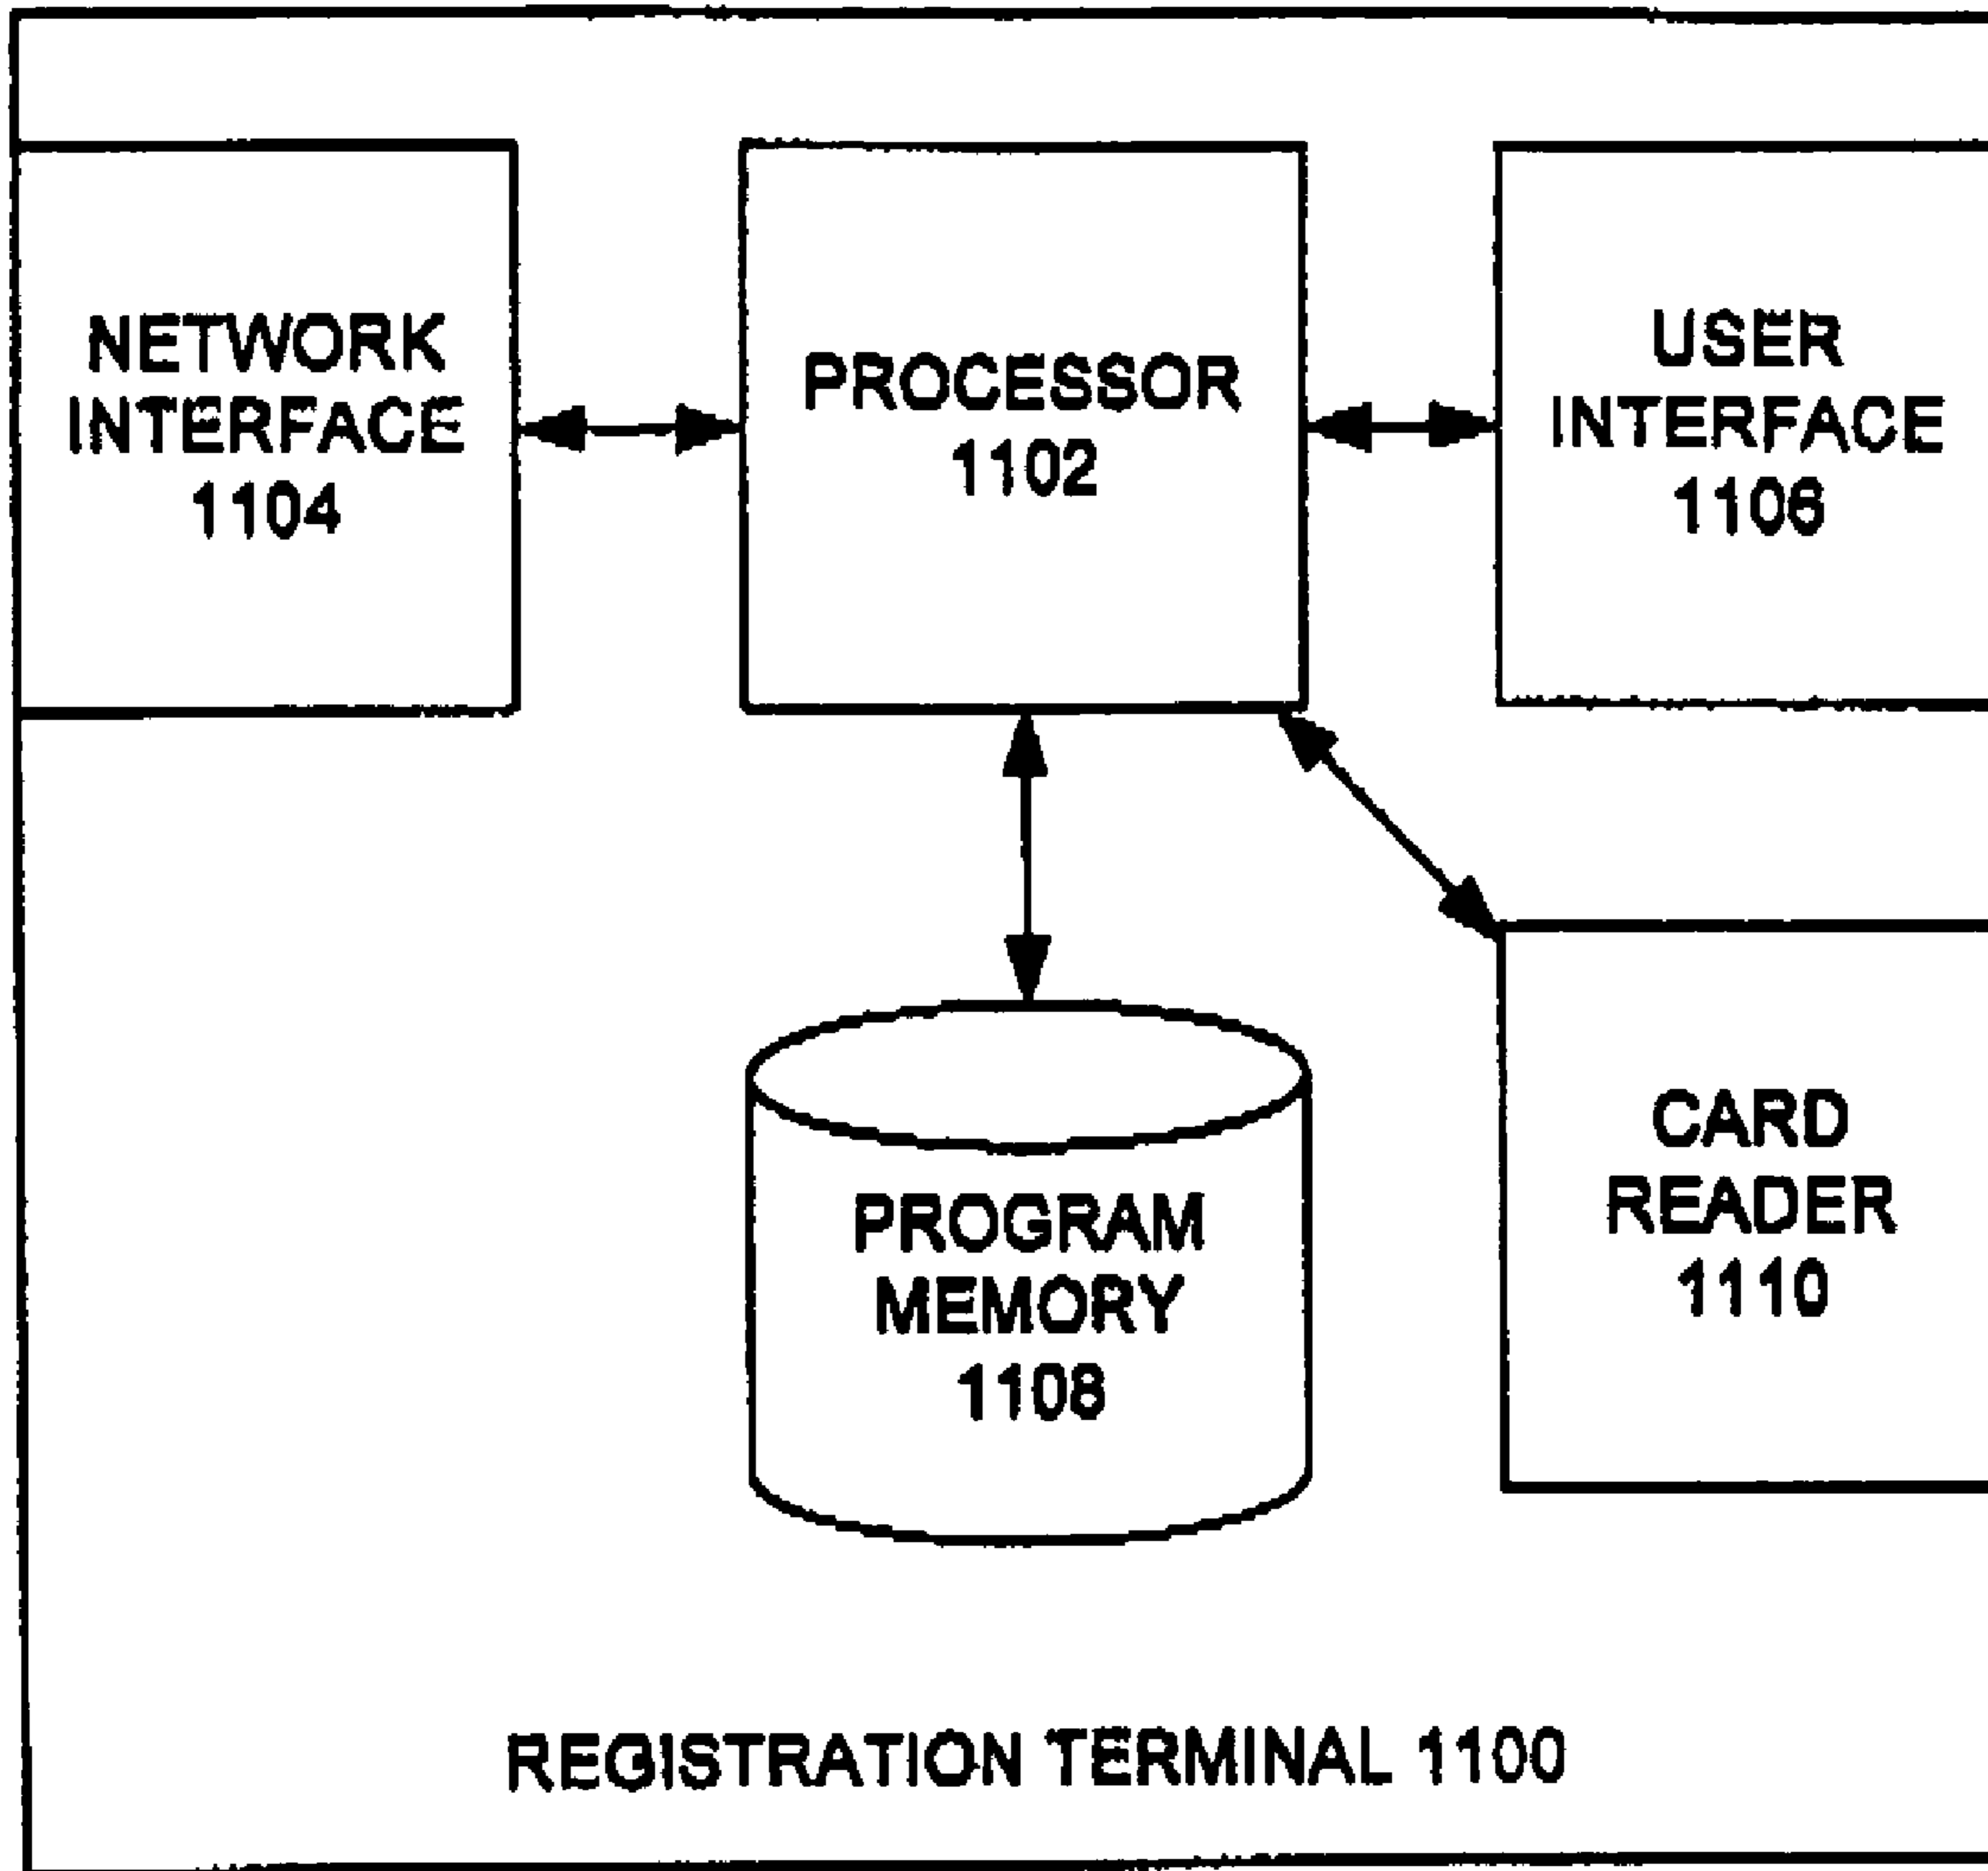 NETWORK
INTERFACE
1104
PROCESSOR
1102
USER
INTERFACE
1106
PROGRAM
MEMORY
1108
CARD
READER
1110
REGISTRATION TERMINAL 1100